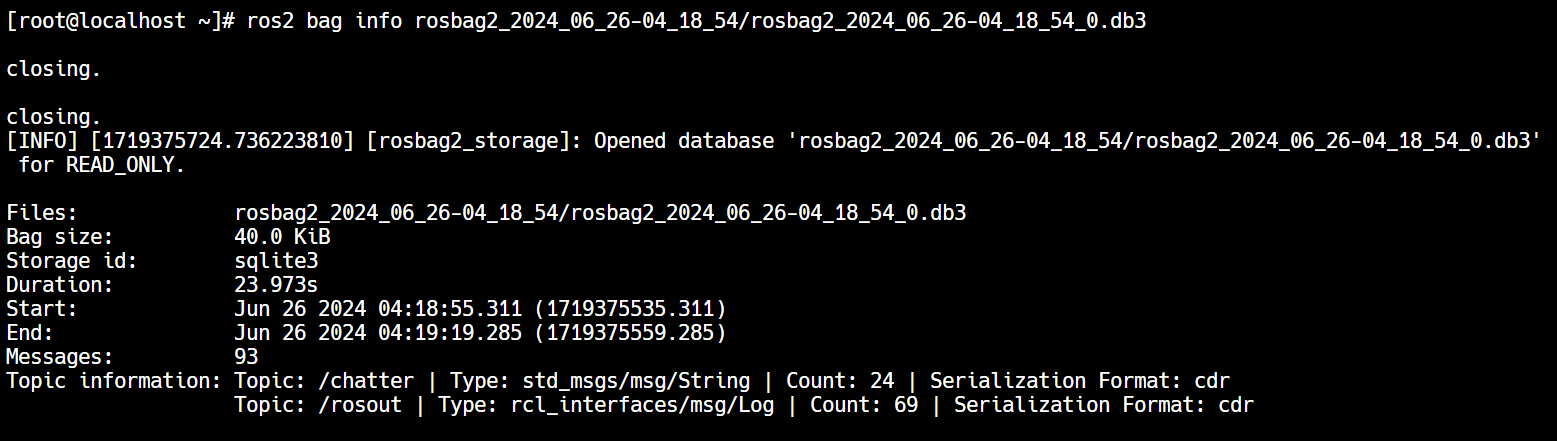 [root@localhost ~]# ros2 bag info rosbag2_2024_06_26-04_18_54/rosbag2_2024_06_26-04_18_54_0.db3
closing.
closing.
[INFO] [1719375724.736223810] [rosbag2_storage]: Opened database 'rosbag2_2024_06_26-04_18_54/rosbag2_2024_06_26-04_18_54_0.db3'
 for READ_ONLY.
Files:             rosbag2_2024_06_26-04_18_54/rosbag2_2024_06_26-04_18_54_0.db3
Bag size:          40.0 KiB
Storage id:        sqlite3
Duration:          23.973s
Start:             Jun 26 2024 04:18:55.311 (1719375535.311)
End:               Jun 26 2024 04:19:19.285 (1719375559.285)
Messages:          93
Topic information: Topic: /chatter | Type: std_msgs/msg/String | Count: 24 | Serialization Format: cdr
                   Topic: /rosout | Type: rcl_interfaces/msg/Log | Count: 69 | Serialization Format: cdr